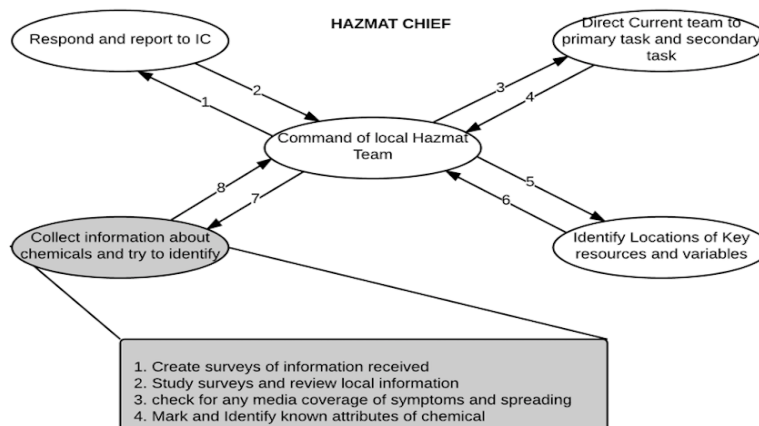 HAZMAT CHIEF
Respond and report to IC
Direct Current team to
primary task and secondary
task
1
2
3
4
Command of local Hazmat
Team
5
6
7
8
Collect information about
chemicals and try to identify
Identify Locations of Key
resources and variables
1. Create surveys of information received
2. Study surveys and review local information
3. check for any media coverage of symptoms and spreading
4. Mark and Identify known attributes of chemical